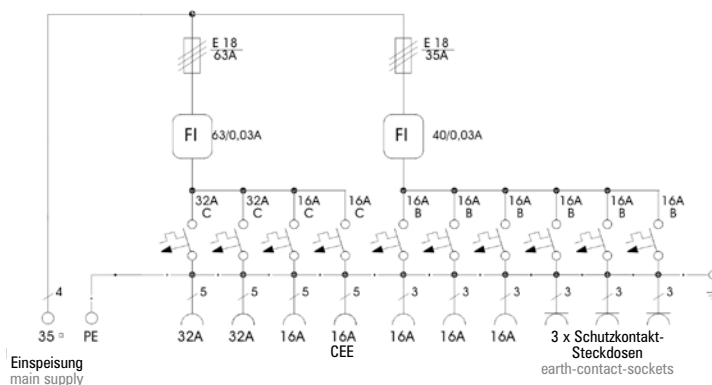 E 18 E 18
63A 35A
FI 63/0,03A FI 40/0,03A
32A 32A 16A 16A 16A 16A 16A 16A 16A 16A
C C C C B B B B B B
4 5 5 5 5 3 3 3 3 3 3
35 PE 32A 32A 16A 16A 16A 16A 16A 3 x Schutzkontakt-
CEE Steckdosen
Einspeisung earth-contact-sockets
main supply